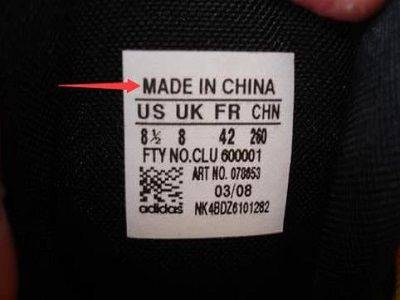 MADE IN CHINA
US UK FR CHN
8½ 8 42 260
FTY NO.CLU 600001
ART NO. 078653
03/08
adidas NK4BDZ6101282